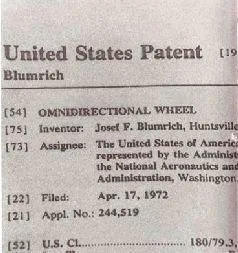 United States Patent [19
Blumrich
[54] OMNIDIRECTIONAL WHEEL
[75] Inventor: Josef F. Blumrich, Huntsville
[73] Assignee: The United States of Americ
represented by the Administ
the National Aeronautics and
Administration, Washington
[22] Filed: Apr. 17, 1972
[21] Appl. No.: 244,519
[52] U.S. Cl. 180/79.3,